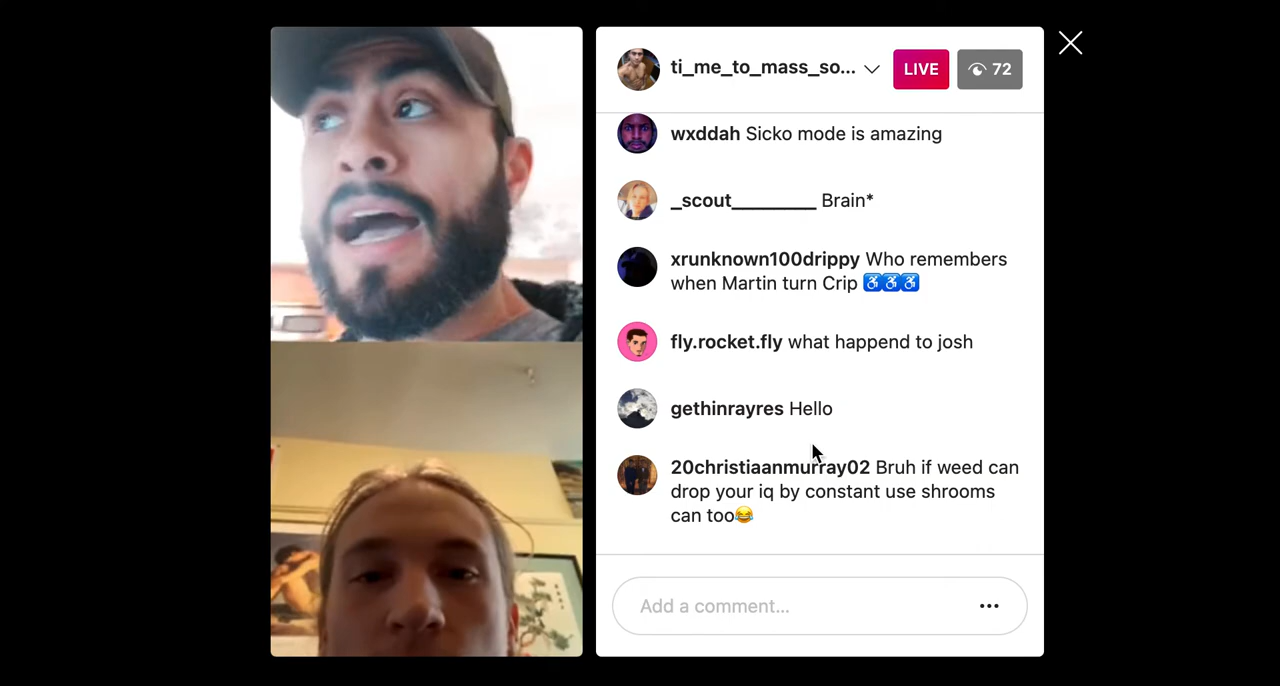 ti_me_to_mass_so...
LIVE
72
wxddah Sicko mode is amazing
_scout_________ Brain*
xrunknown100drippy Who remembers
when Martin turn Crip ♿♿♿
fly.rocket.fly what happend to josh
gethinrayres Hello
20christiaanmurray02 Bruh if weed can
drop your iq by constant use shrooms
can too😂
Add a comment...